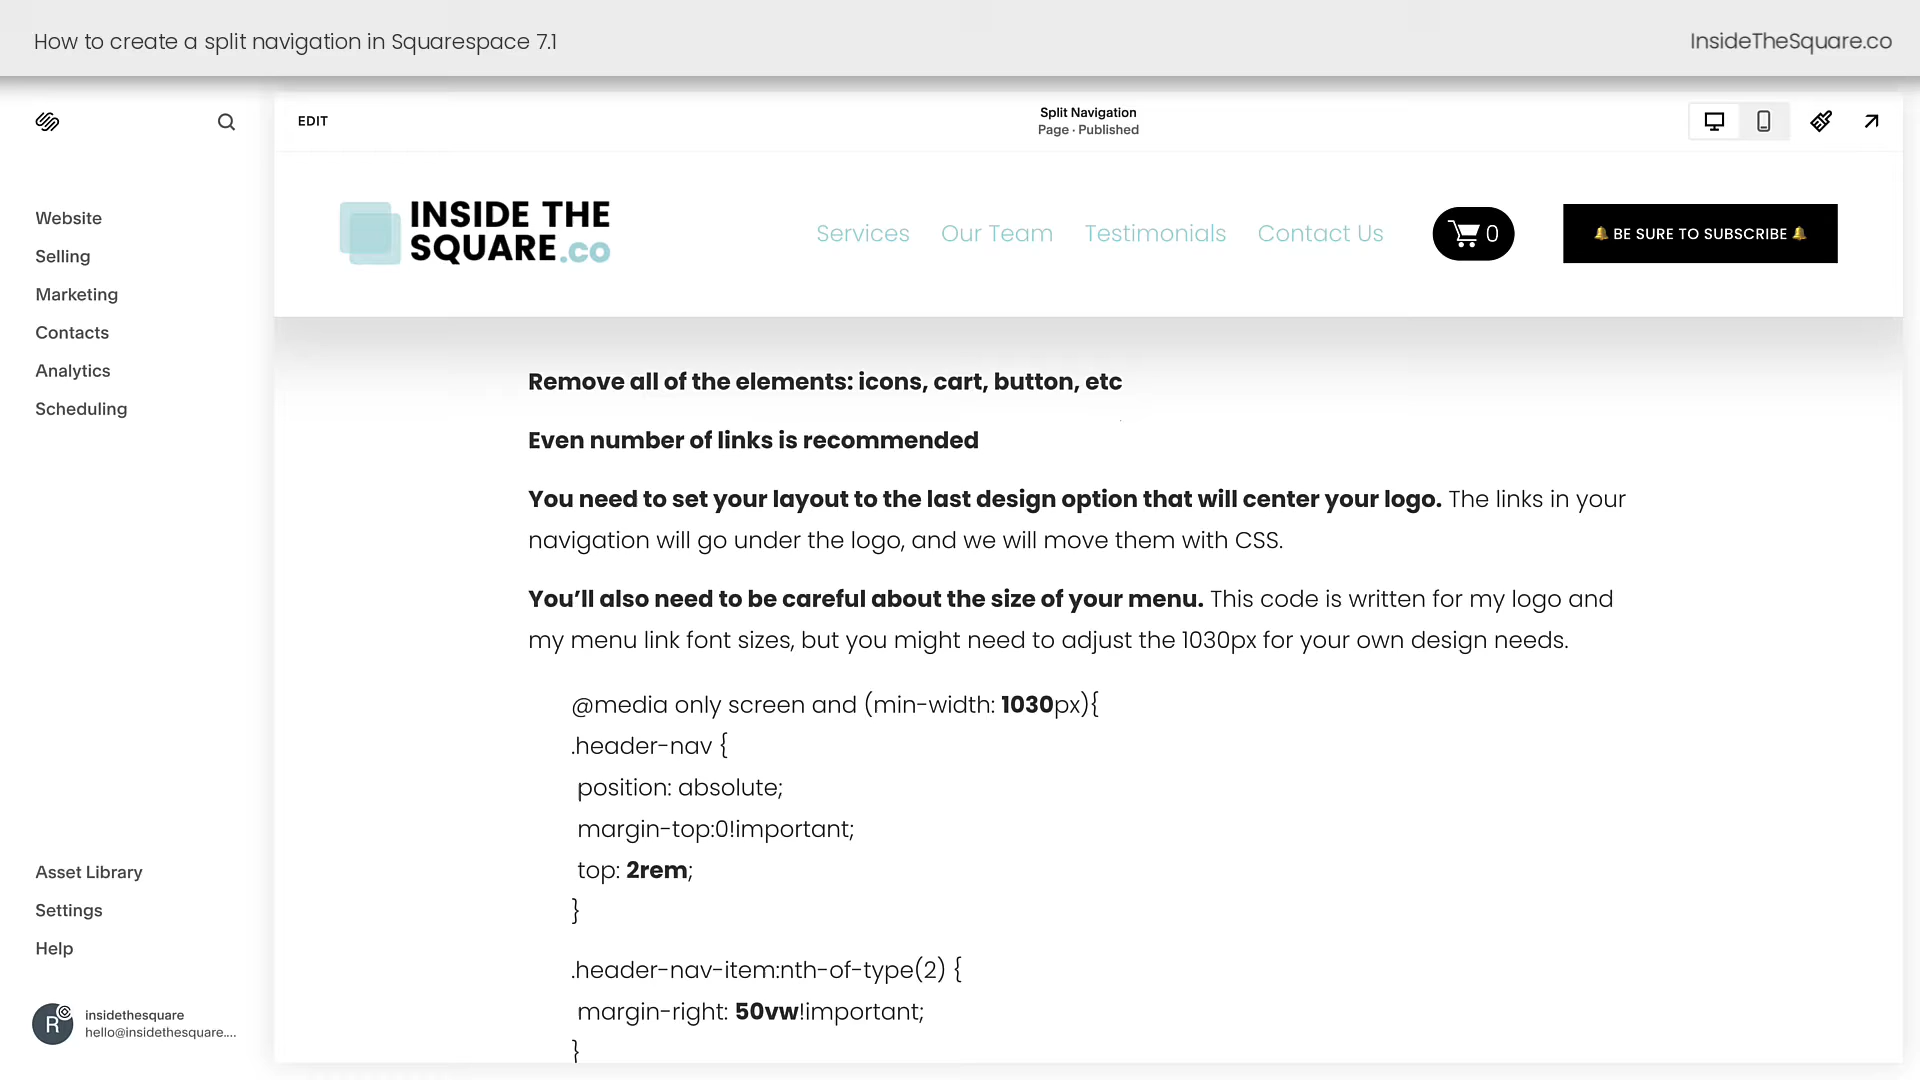 How to create a split navigation in Squarespace 7.1
InsideTheSquare.co
EDIT
Split Navigation
Page · Published
Website
Selling
Marketing
Contacts
Analytics
Scheduling
Asset Library
Settings
Help
R
insidethesquare
hello@insidethesquare....
INSIDE THE
SQUARE.co
Services
Our Team
Testimonials
Contact Us
0
🔔 BE SURE TO SUBSCRIBE 🔔
Remove all of the elements: icons, cart, button, etc
Even number of links is recommended
You need to set your layout to the last design option that will center your logo. The links in your
navigation will go under the logo, and we will move them with CSS.
You’ll also need to be careful about the size of your menu. This code is written for my logo and
my menu link font sizes, but you might need to adjust the 1030px for your own design needs.
@media only screen and (min-width: 1030px){
.header-nav {
position: absolute;
margin-top:0!important;
top: 2rem;
}
.header-nav-item:nth-of-type(2) {
margin-right: 50vw!important;
}